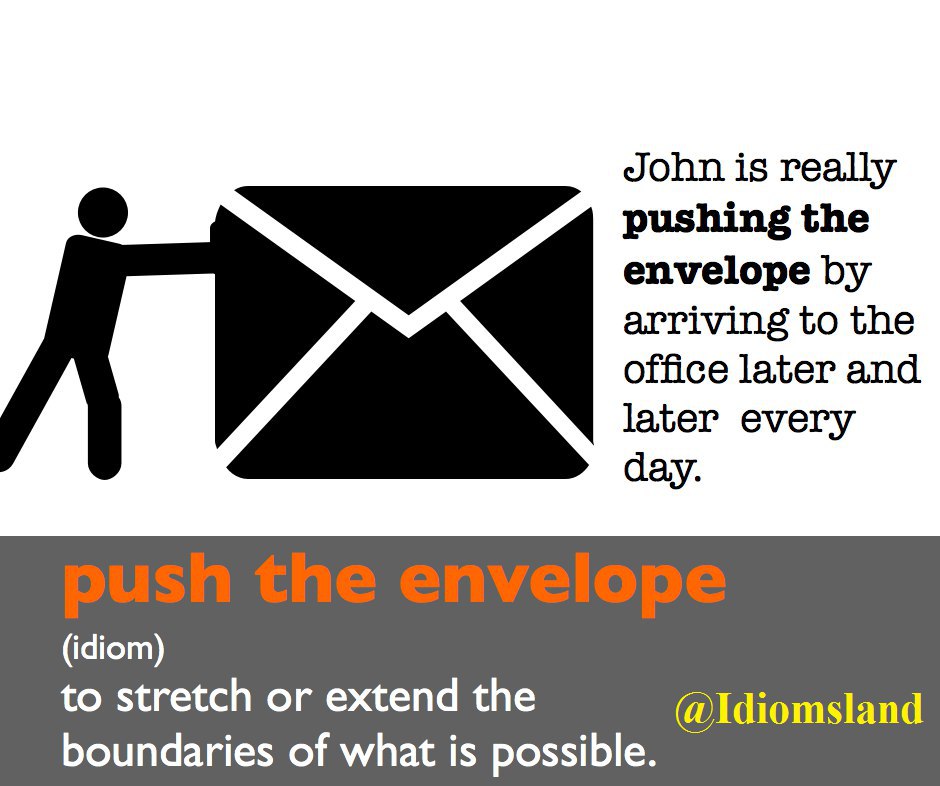 John is really
pushing the
envelope by
arriving to the
office later and
later every
day.
push the envelope
(idiom)
to stretch or extend the
boundaries of what is possible.
@Idiomsland